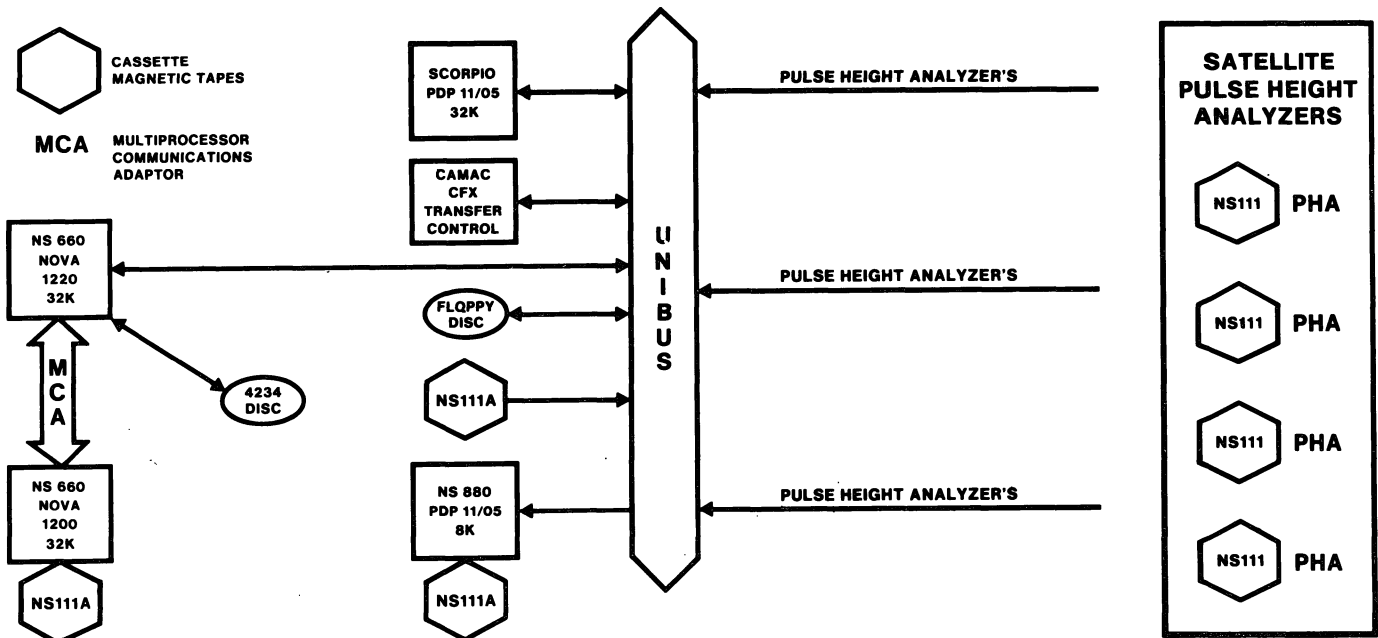 CASSETTE
MAGNETIC TAPES
MCA
MULTIPROCESSOR
COMMUNICATIONS
ADAPTOR
NS 660
NOVA
1220
32K
MCA
4234
DISC
NS 660
NOVA
1200
32K
NS111A
SCORPIO
PDP 11/05
32K
CAMAC
CFX
TRANSFER
CONTROL
FLQPPY
DISC
NS111A
NS 880
PDP 11/05
8K
NS111A
UNIBUS
PULSE HEIGHT ANALYZER'S
PULSE HEIGHT ANALYZER'S
PULSE HEIGHT ANALYZER'S
SATELLITE
PULSE HEIGHT
ANALYZERS
NS111 PHA
NS111 PHA
NS111 PHA
NS111 PHA